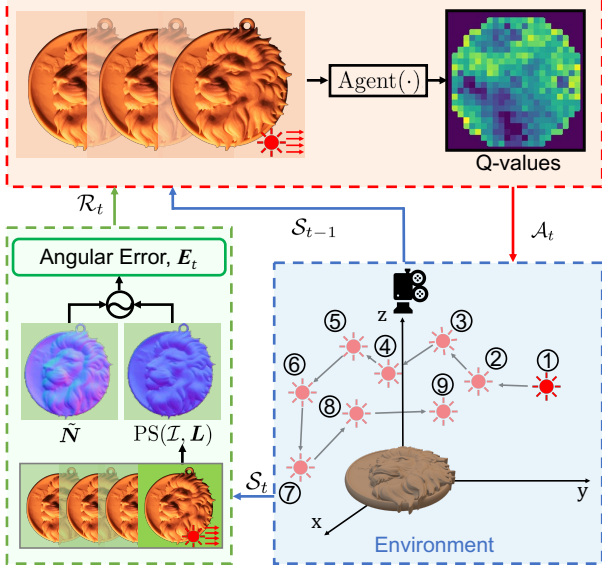 Agent(·)
Q-values
R_t
S_{t−1}
A_t
Angular Error, E_t
Ñ
PS(I, L)
S_t
z
①
②
③
④
⑤
⑥
⑦
⑧
⑨
y
x
Environment